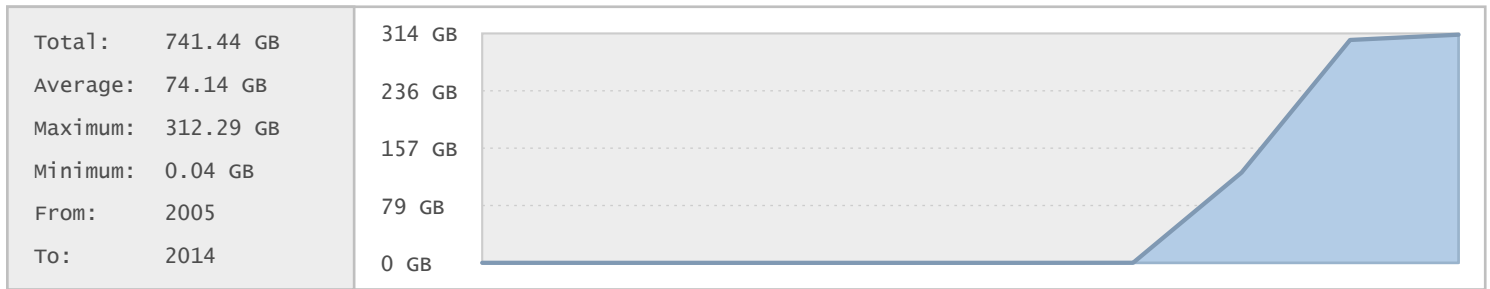 Total: 741.44 GB
Average: 74.14 GB
Maximum: 312.29 GB
Minimum: 0.04 GB
From: 2005
To: 2014
314 GB
236 GB
157 GB
79 GB
0 GB